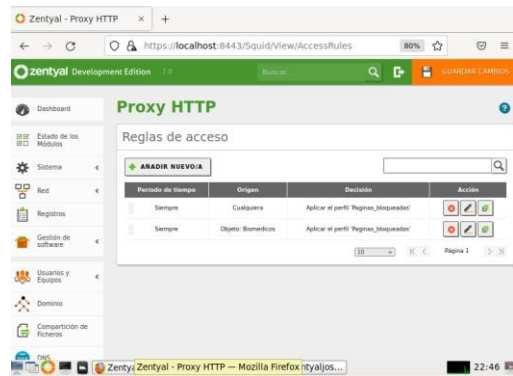 Zentyal - Proxy HTTP
https://localhost:8443/Squid/View/AccessRules
80%
zentyal Development Edition 7.0
Buscar...
GUARDAR CAMBIOS
Dashboard
Estado de los Módulos
Sistema
Red
Registros
Gestión de software
Usuarios y Equipos
Dominio
Compartición de Ficheros
DNS
Proxy HTTP
Reglas de acceso
AÑADIR NUEVO/A
Período de tiempo Origen Decisión Acción
Siempre Cualquiera Aplicar el perfil 'Paginas_bloqueadas'
Siempre Objeto: Biomedicos Aplicar el perfil 'Paginas_bloqueadas'
10 Página 1
Zentyal - Proxy HTTP — Mozilla Firefox
22:46